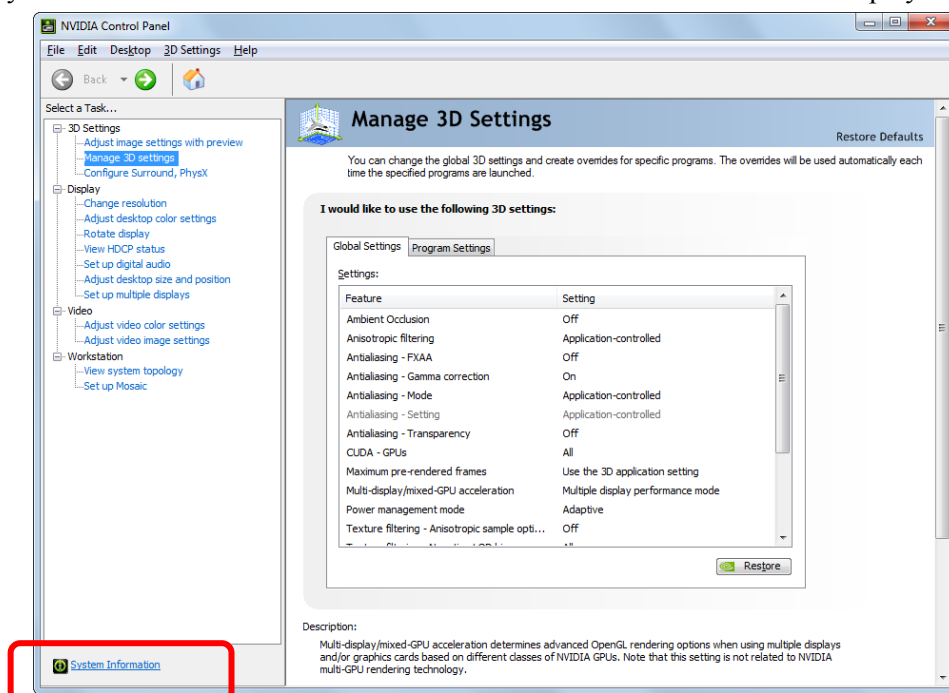 NVIDIA Control Panel
File Edit Desktop 3D Settings Help
Back
Select a Task...
3D Settings
Adjust image settings with preview
Manage 3D settings
Configure Surround, PhysX
Display
Change resolution
Adjust desktop color settings
Rotate display
View HDCP status
Set up digital audio
Adjust desktop size and position
Set up multiple displays
Video
Adjust video color settings
Adjust video image settings
Workstation
View system topology
Set up Mosaic
System Information
Manage 3D Settings
Restore Defaults
You can change the global 3D settings and create overrides for specific programs. The overrides will be used automatically each
time the specified programs are launched.
I would like to use the following 3D settings:
Global Settings Program Settings
Settings:
Feature Setting
Ambient Occlusion Off
Anisotropic filtering Application-controlled
Antialiasing - FXAA Off
Antialiasing - Gamma correction On
Antialiasing - Mode Application-controlled
Antialiasing - Setting Application-controlled
Antialiasing - Transparency Off
CUDA - GPUs All
Maximum pre-rendered frames Use the 3D application setting
Multi-display/mixed-GPU acceleration Multiple display performance mode
Power management mode Adaptive
Texture filtering - Anisotropic sample opti... Off
Restore
Description:
Multi-display/mixed-GPU acceleration determines advanced OpenGL rendering options when using multiple displays
and/or graphics cards based on different classes of NVIDIA GPUs. Note that this setting is not related to NVIDIA
multi-GPU rendering technology.